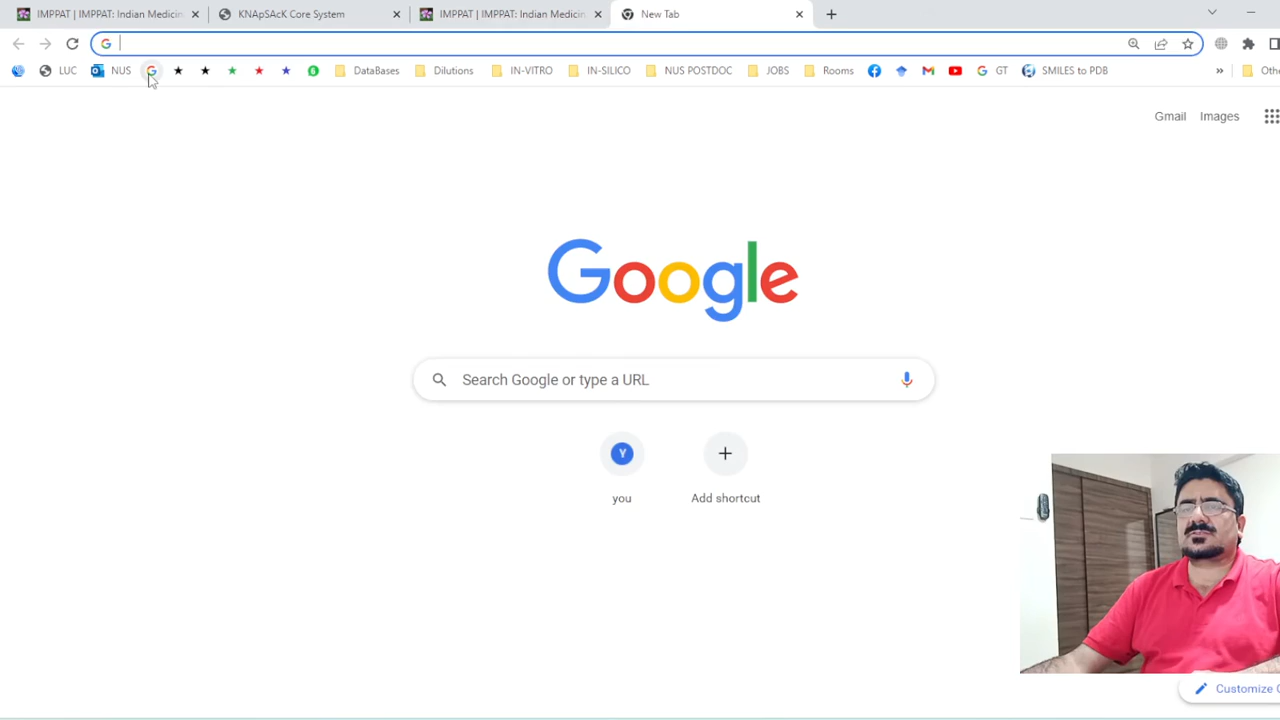 IMPPAT | IMPPAT: Indian Medicin
KNApSAcK Core System
IMPPAT | IMPPAT: Indian Medicin
New Tab
LUC
NUS
DataBases
Dilutions
IN-VITRO
IN-SILICO
NUS POSTDOC
JOBS
Rooms
GT
SMILES to PDB
»
Othe
Gmail
Images
Google
Search Google or type a URL
Y
you
Add shortcut
Customize C